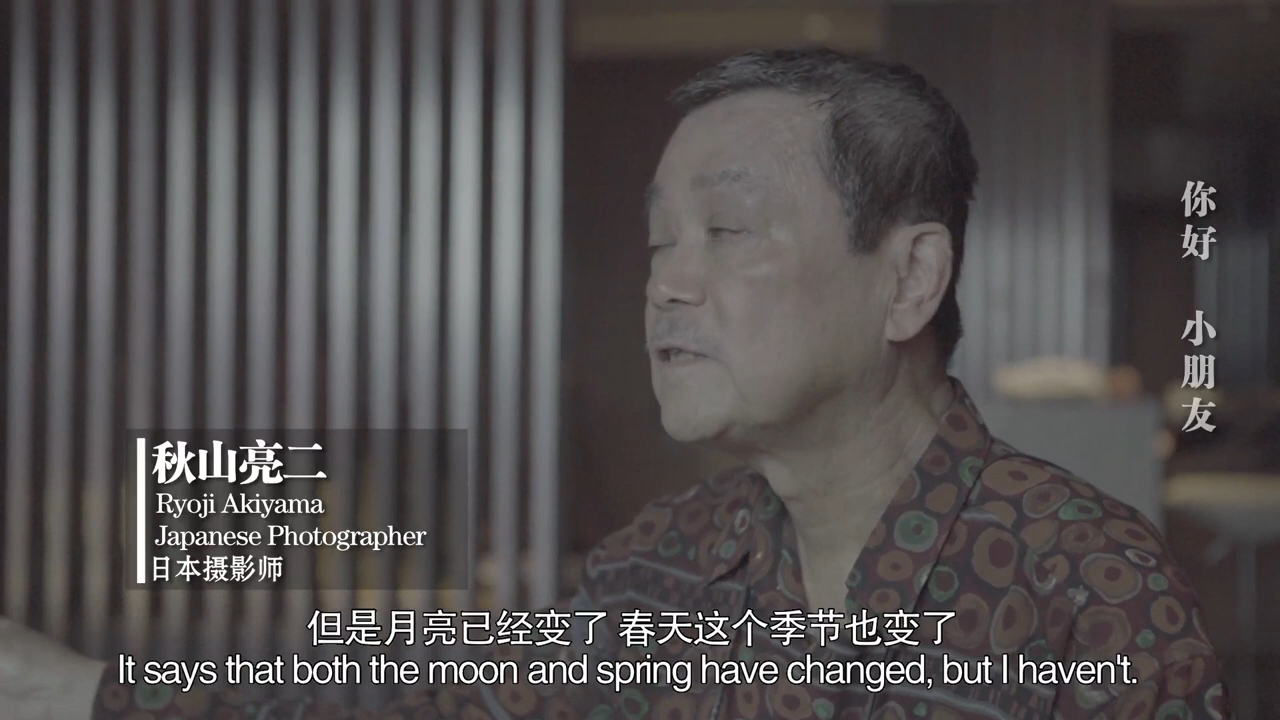 你好 小朋友
秋山亮二
Ryoji Akiyama
Japanese Photographer
日本摄影师
但是月亮已经变了 春天这个季节也变了
It says that both the moon and spring have changed, but I haven't.